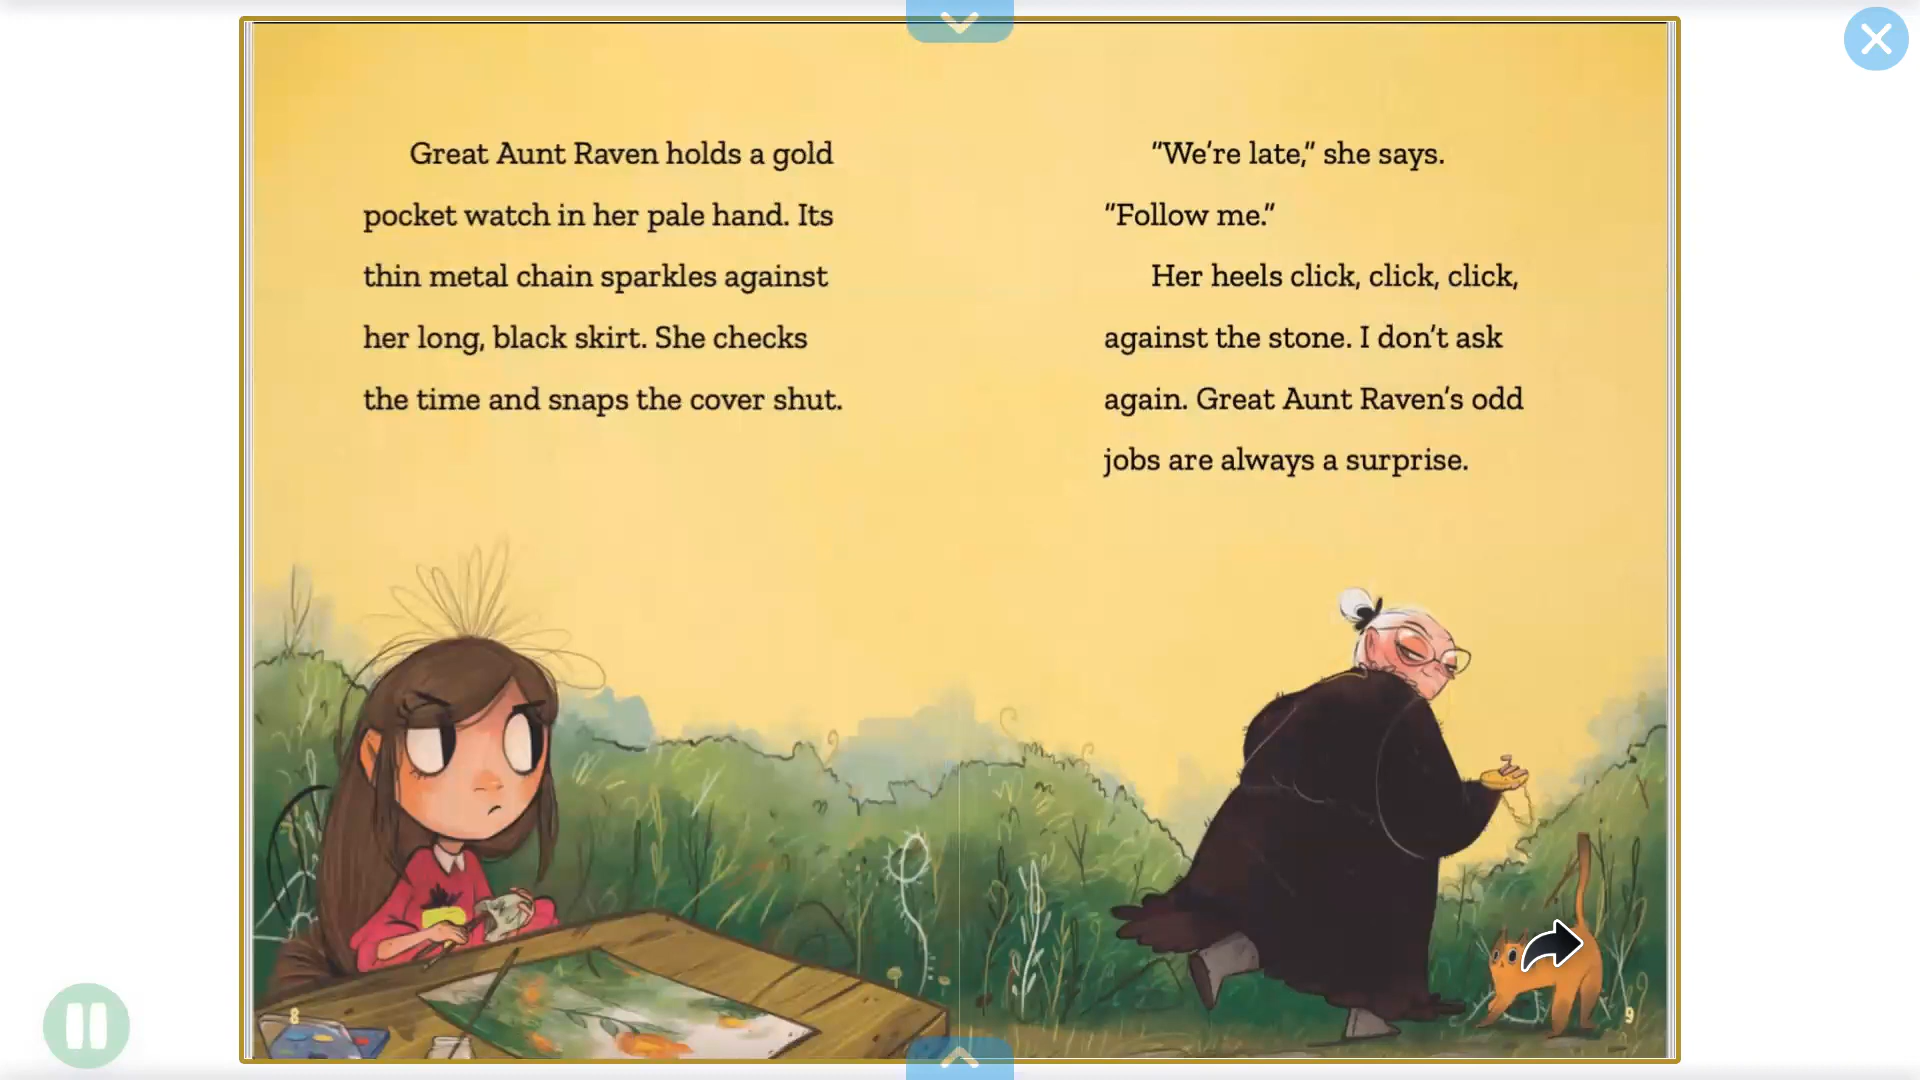 Great Aunt Raven holds a gold
pocket watch in her pale hand. Its
thin metal chain sparkles against
her long, black skirt. She checks
the time and snaps the cover shut.
8
"We're late," she says.
"Follow me."
Her heels click, click, click,
against the stone. I don't ask
again. Great Aunt Raven's odd
jobs are always a surprise.
9